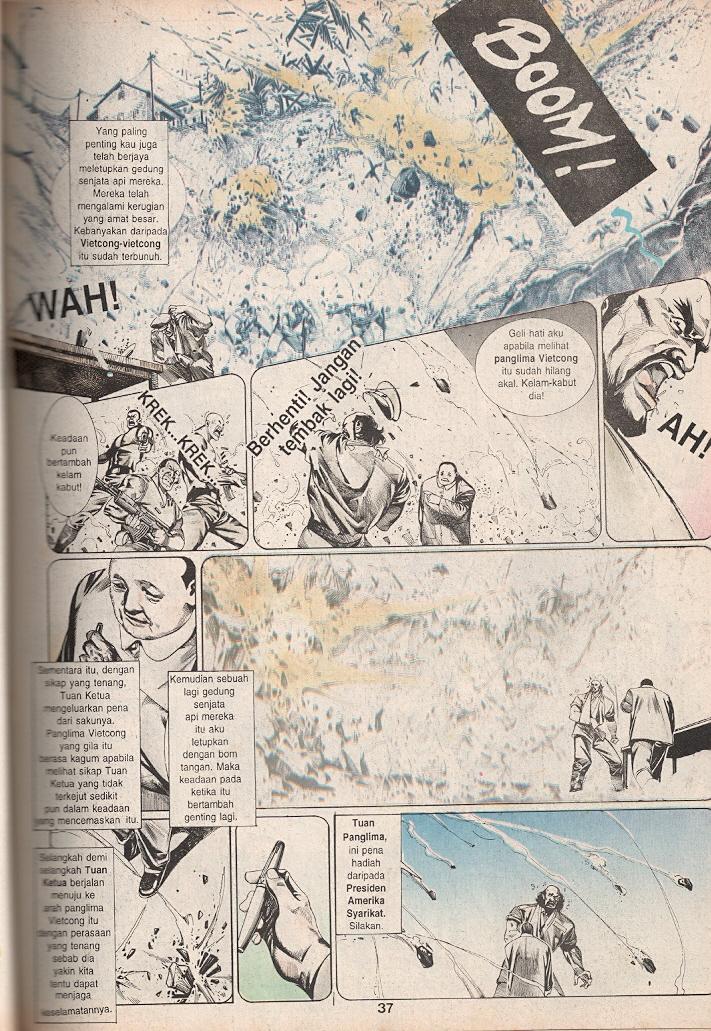 BOOM!
Yang paling
penting kau juga
telah berjaya
meletupkan gedung
senjata api mereka.
Mereka telah
mengalami kerugian
yang amat besar.
Kebanyakan daripada
Vietcong-vietcong
itu sudah terbunuh.
WAH!
Keadaan
pun
bertambah
kelam
kabut!
KREK...KREK...
Berhenti! Jangan
tembak lagi!
Geli hati aku
apabila melihat
panglima Vietcong
itu sudah hilang
akal. Kelam-kabut
dia!
AH!
Sementara itu, dengan
sikap yang tenang,
Tuan Ketua
mengeluarkan pena
dari sakunya.
Panglima Vietcong
yang gila itu
berasa kagum apabila
melihat sikap Tuan
Ketua yang tidak
terkejut sedikit
pun dalam keadaan
yang mencemaskan itu.
Kemudian sebuah
lagi gedung
senjata
api mereka
itu aku
letupkan
dengan bom
tangan. Maka
keadaan pada
ketika itu
bertambah
genting lagi.
Selangkah demi
selangkah Tuan
Ketua berjalan
menuju ke
arah panglima
Vietcong itu
dengan perasaan
yang tenang
sebab dia
yakin kita
tentu dapat
menjaga
keselamatannya.
Tuan
Panglima,
ini pena
hadiah
daripada
Presiden
Amerika
Syarikat.
Silakan.
37